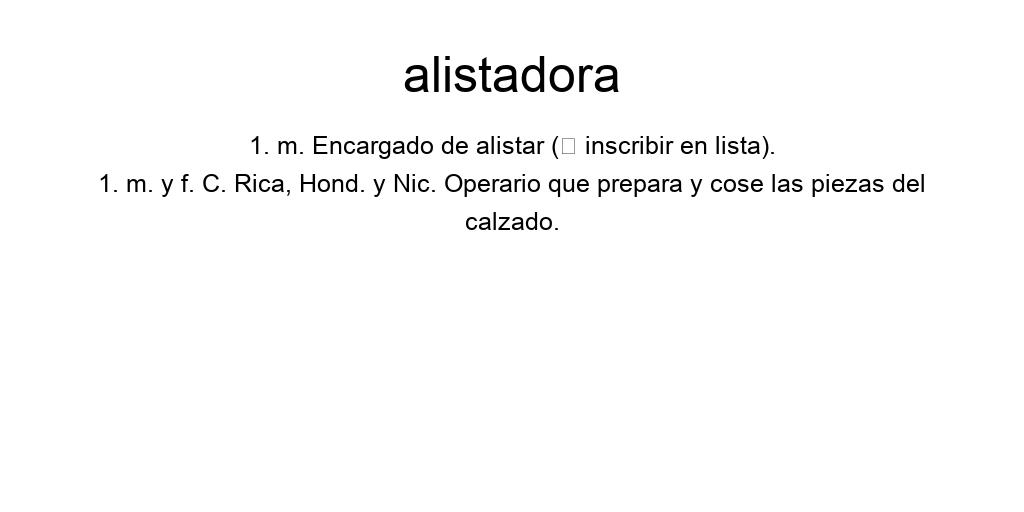 alistadora
1. m. Encargado de alistar (▯ inscribir en lista).
1. m. y f. C. Rica, Hond. y Nic. Operario que prepara y cose las piezas del
calzado.